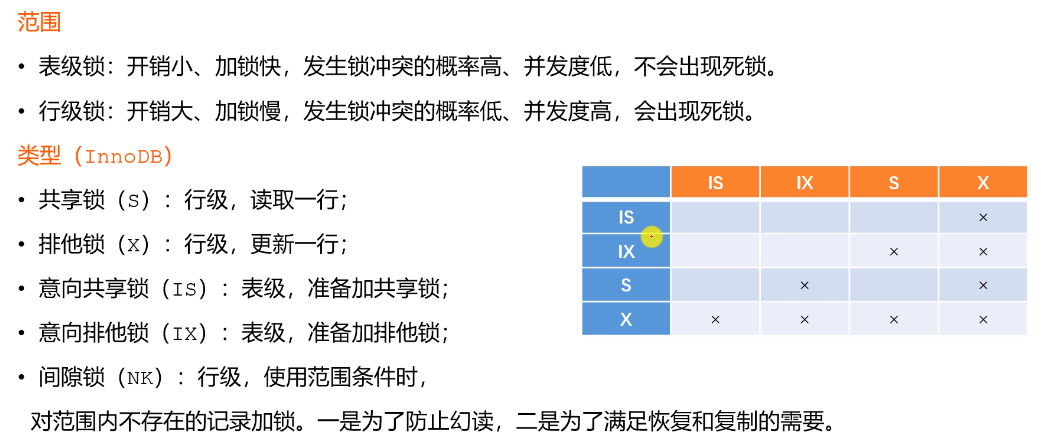 范围
• 表级锁：开销小、加锁快，发生锁冲突的概率高、并发度低，不会出现死锁。
• 行级锁：开销大、加锁慢，发生锁冲突的概率低、并发度高，会出现死锁。
类型（InnoDB）
• 共享锁（S）：行级，读取一行；
• 排他锁（X）：行级，更新一行；
• 意向共享锁（IS）：表级，准备加共享锁；
• 意向排他锁（IX）：表级，准备加排他锁；
• 间隙锁（NK）：行级，使用范围条件时，
对范围内不存在的记录加锁。一是为了防止幻读，二是为了满足恢复和复制的需要。
IS IX S X
IS ×
IX × ×
S × ×
X × × × ×